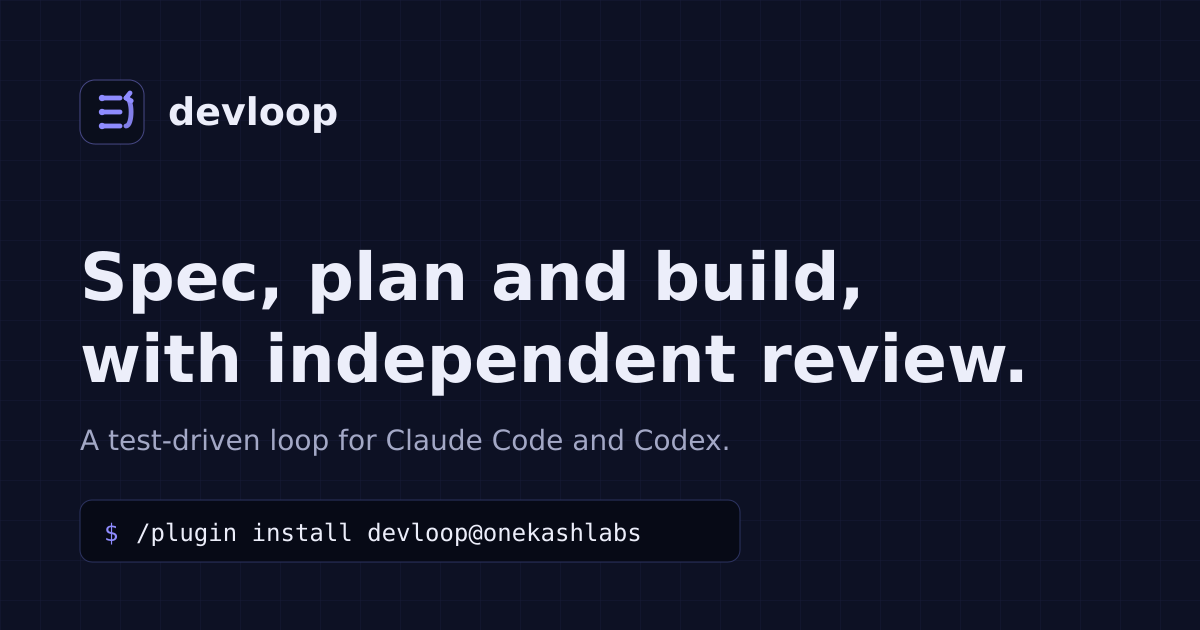 devloop
Spec, plan and build,
with independent review.
A test-driven loop for Claude Code and Codex.
$ /plugin install devloop@onekashlabs